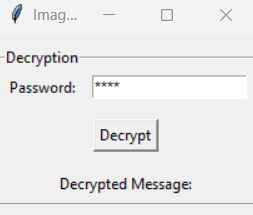 Imag...
Decryption
Password: ****
Decrypt
Decrypted Message: